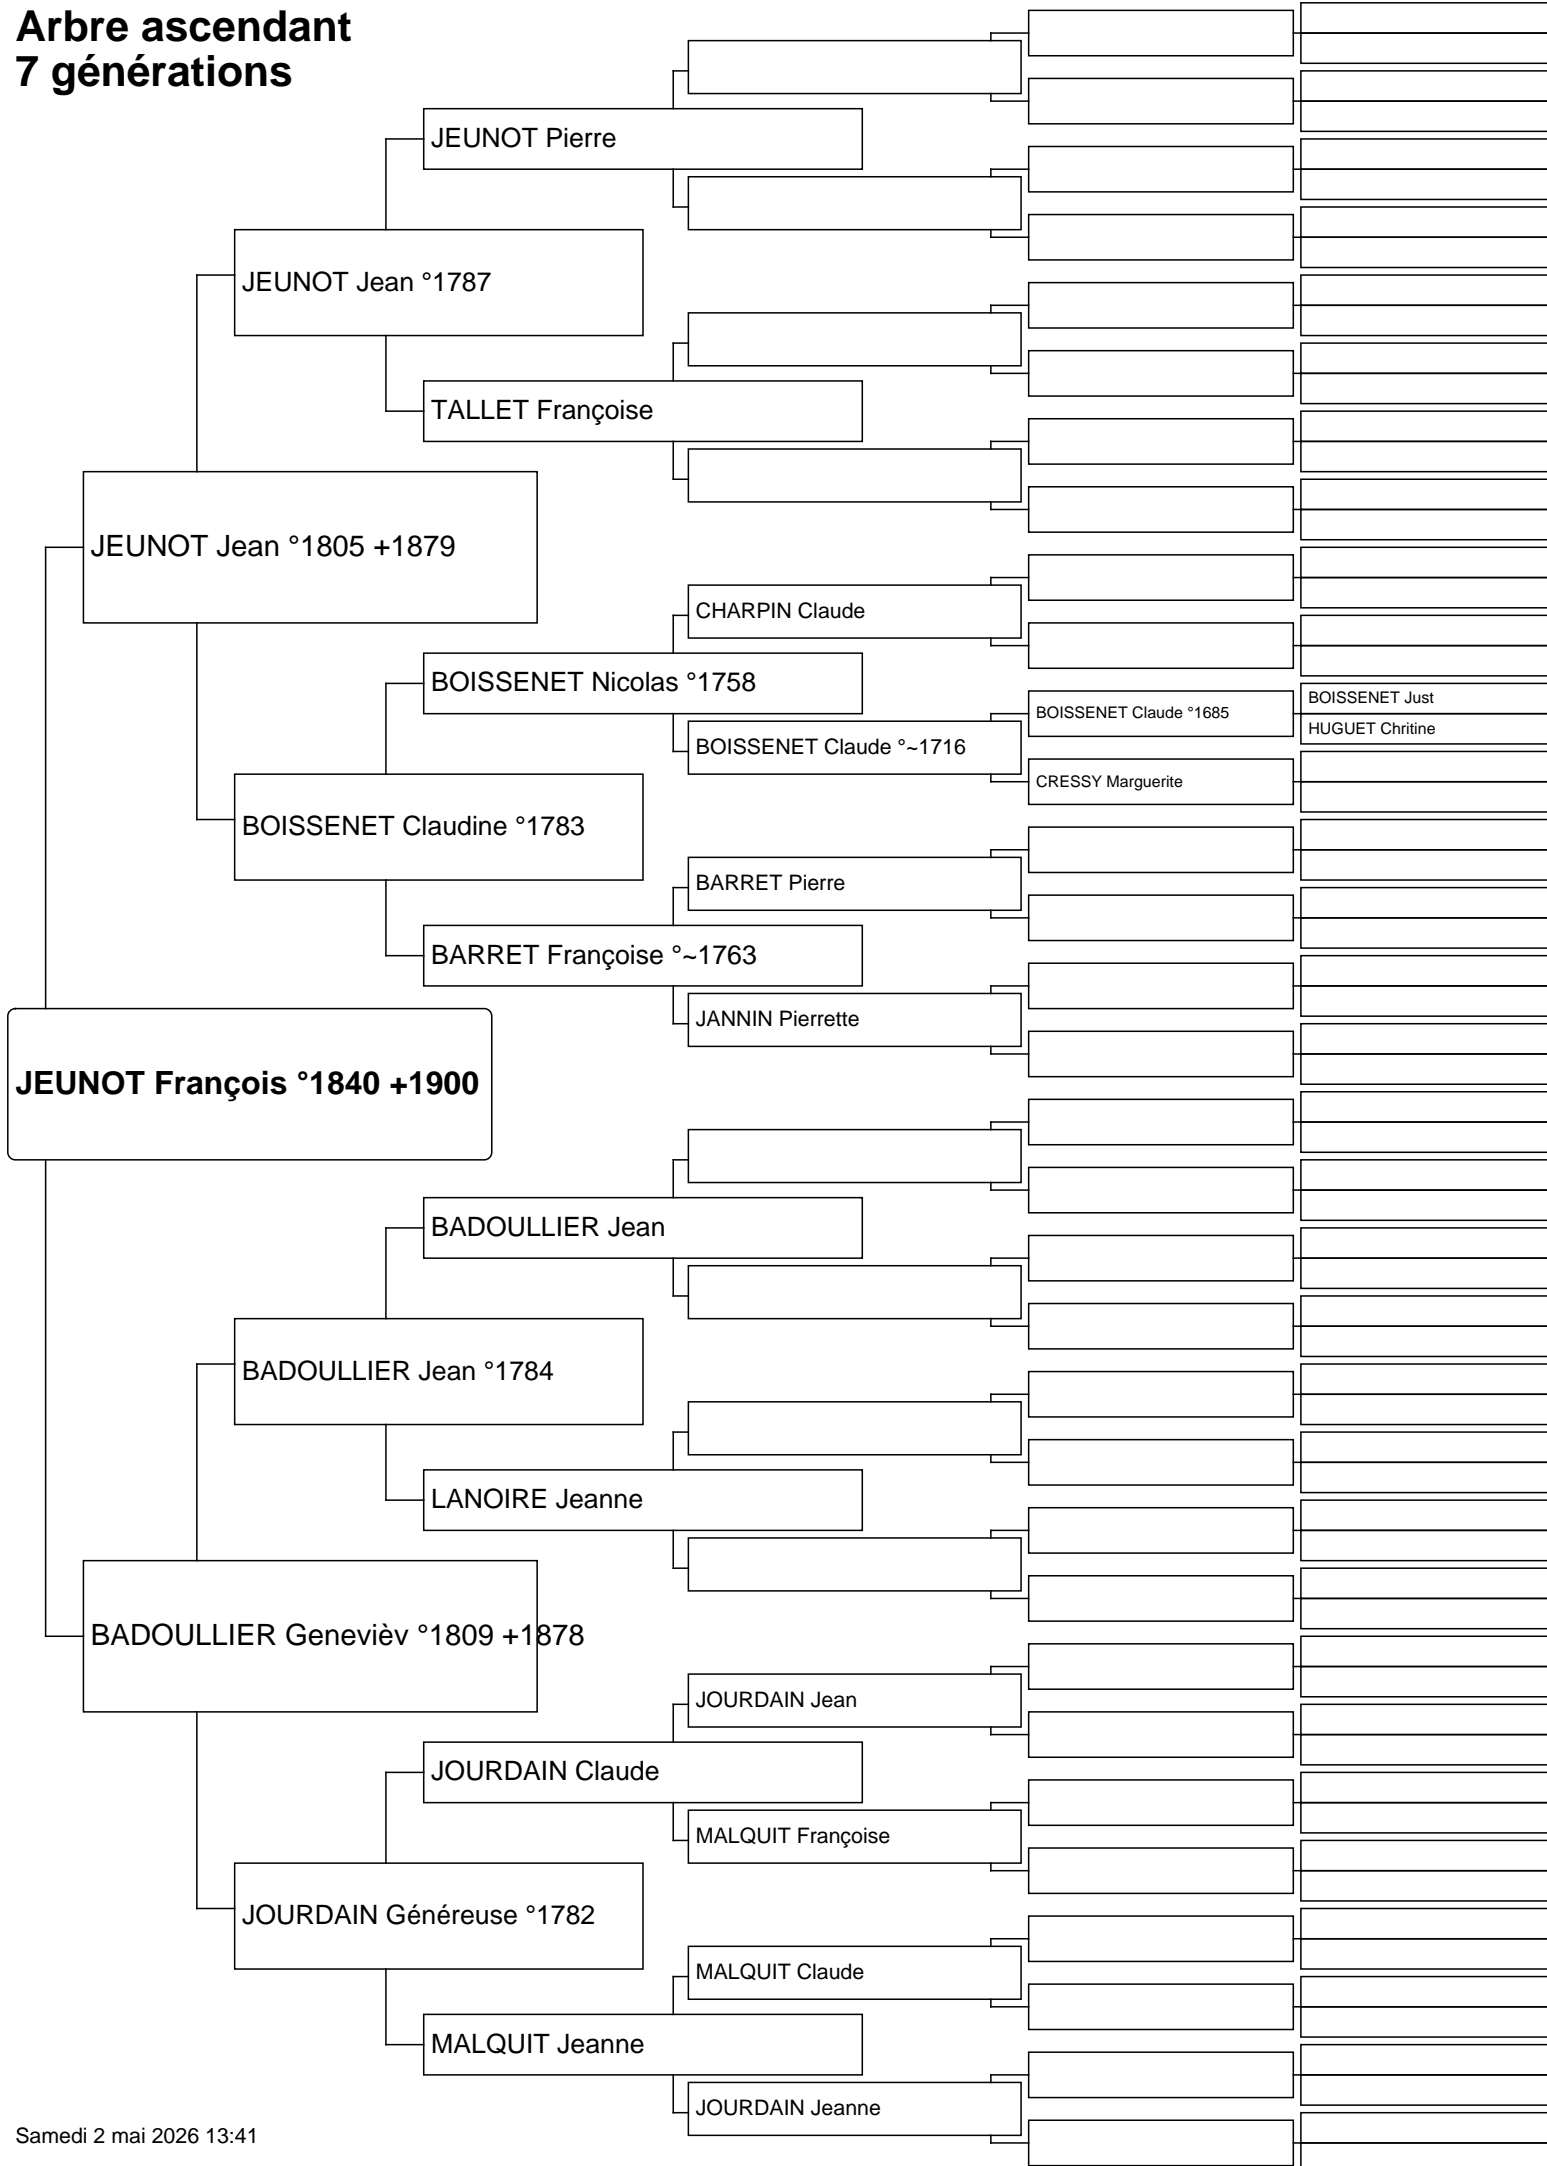 Arbre ascendant
7 générations
JEUNOT Pierre
JEUNOT Jean °1787
TALLET Françoise
JEUNOT Jean °1805 +1879
CHARPIN Claude
BOISSENET Nicolas °1758
BOISSENET Just
BOISSENET Claude °1685
HUGUET Chritine
BOISSENET Claude °~1716
CRESSY Marguerite
BOISSENET Claudine °1783
BARRET Pierre
BARRET Françoise °~1763
JANNIN Pierrette
JEUNOT François °1840 +1900
BADOULLIER Jean
BADOULLIER Jean °1784
LANOIRE Jeanne
BADOULLIER Genevièv °1809 +1878
JOURDAIN Jean
JOURDAIN Claude
MALQUIT Françoise
JOURDAIN Généreuse °1782
MALQUIT Claude
MALQUIT Jeanne
JOURDAIN Jeanne
Samedi 2 mai 2026 13:41